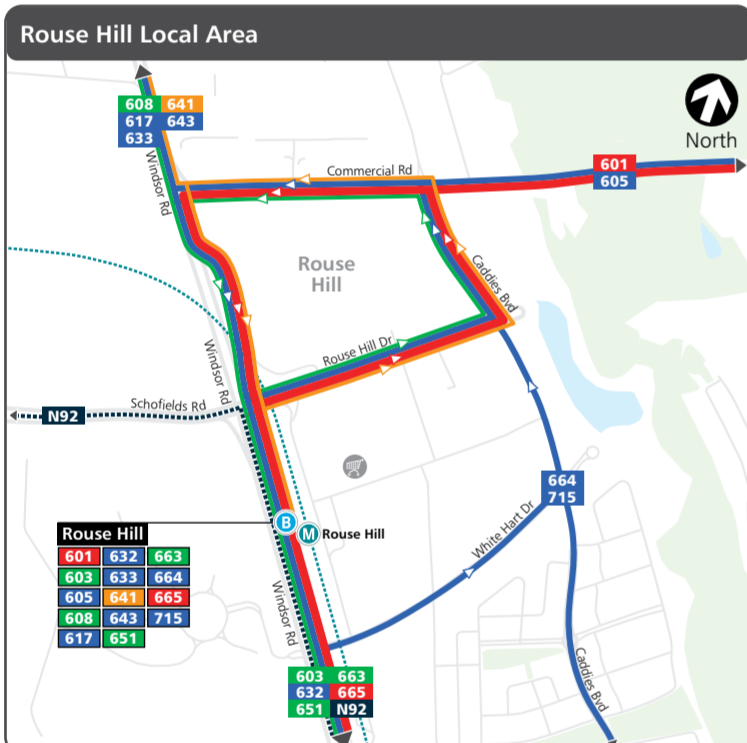 Rouse Hill Local Area
608 641
617 643
633
North
Windsor Rd
Commercial Rd
601
605
Rouse
Hill
Caddies Bvd
Rouse Hill Dr
Windsor Rd
Schofields Rd
N92
664
715
White Hart Dr
B
M Rouse Hill
Rouse Hill
601 632 663
603 633 664
605 641 665
608 643 715
617 651
Windsor Rd
Caddies Bvd
603 663
632 665
651 N92